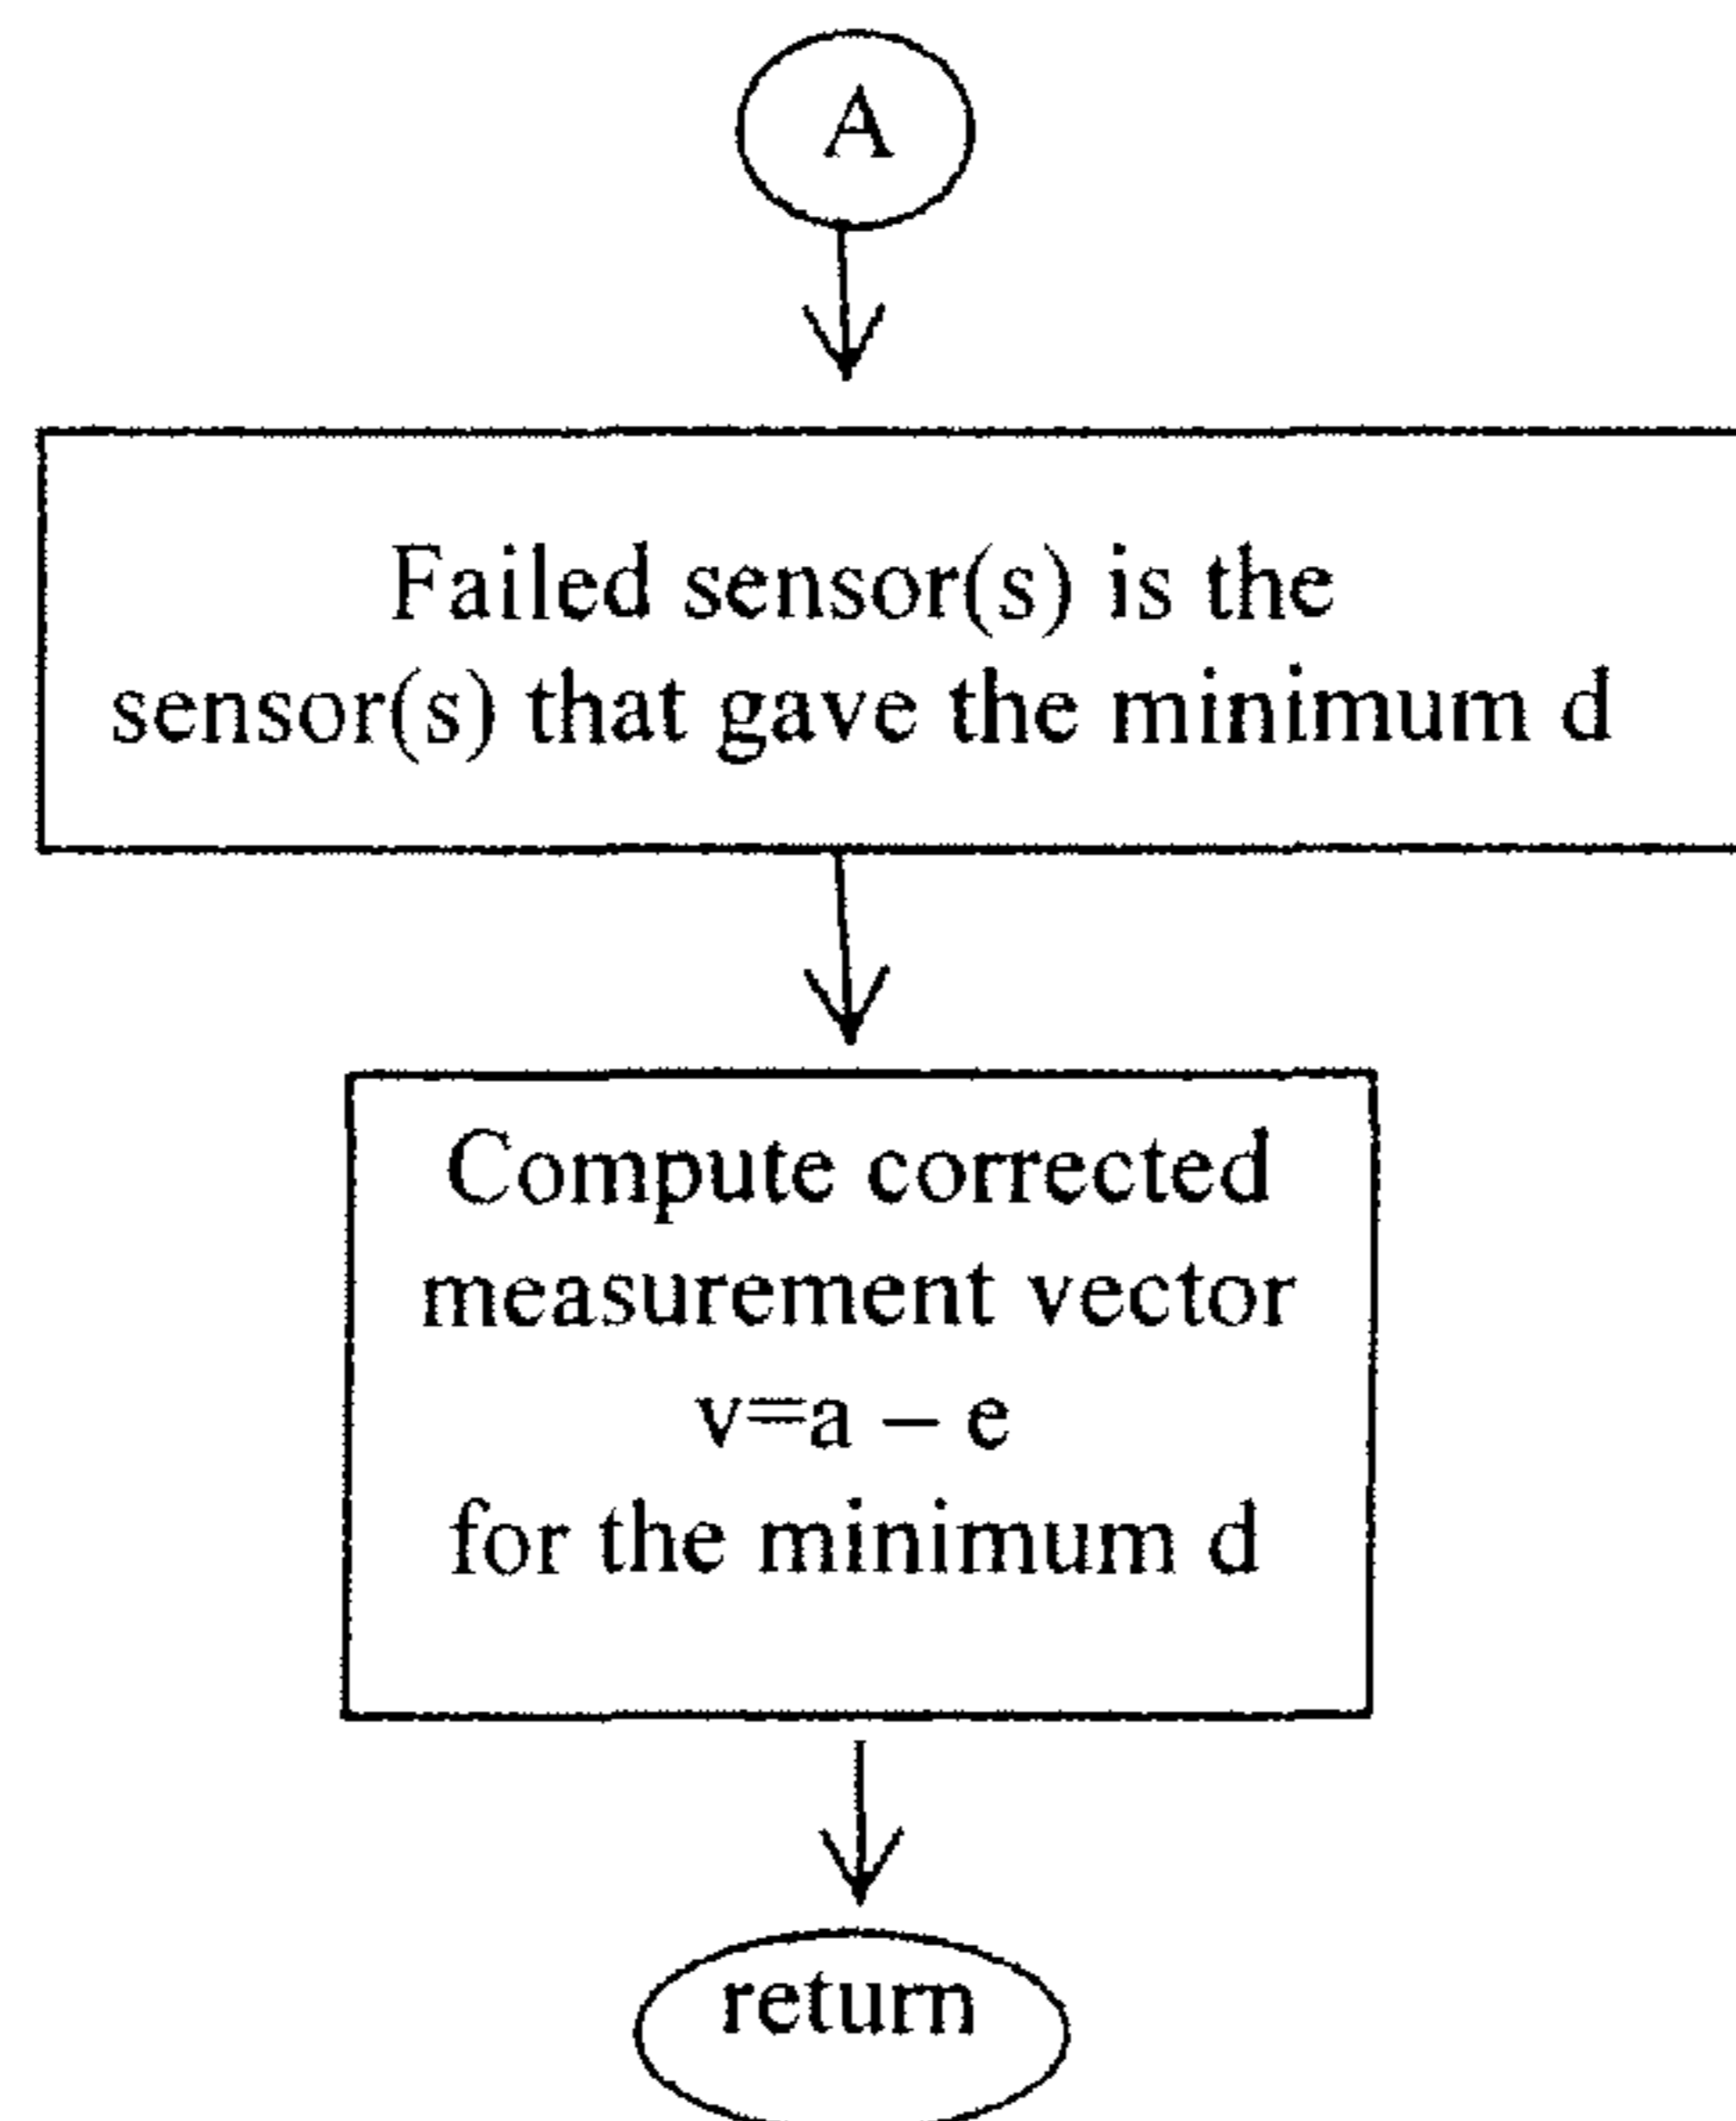 A
Failed sensor(s) is the
sensor(s) that gave the minimum d
Compute corrected
measurement vector
v=a – e
for the minimum d
return